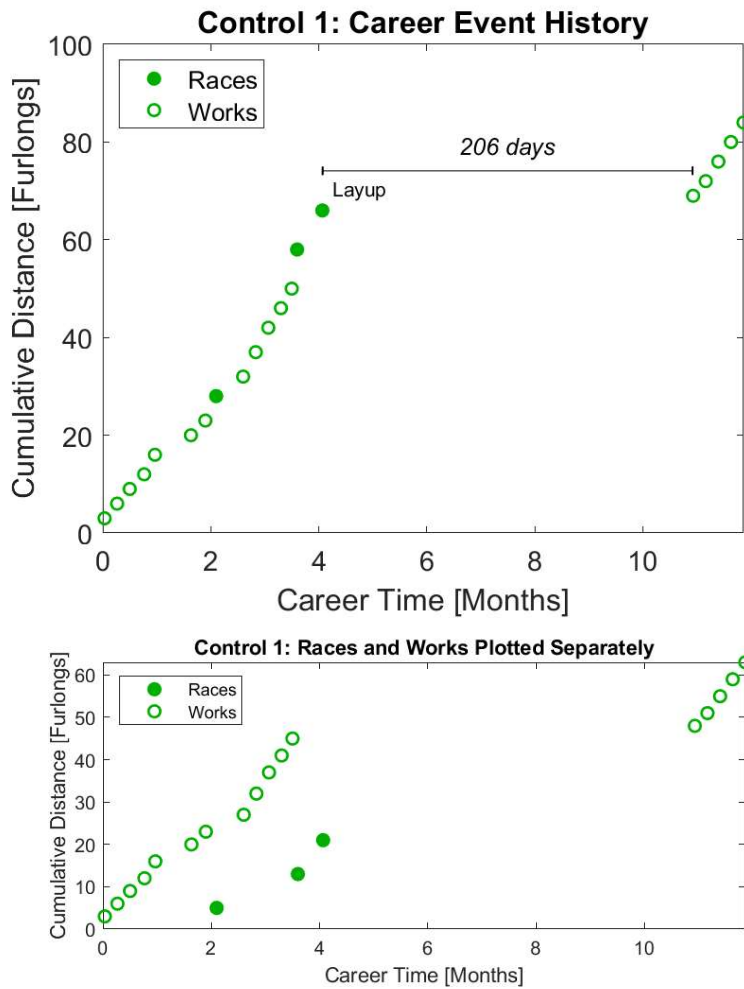 Control 1: Career Event History
100
80
60
40
20
0
Cumulative Distance [Furlongs]
Races
Works
206 days
Layup
0 2 4 6 8 10
Career Time [Months]
Control 1: Races and Works Plotted Separately
60
50
40
30
20
10
0
Cumulative Distance [Furlongs]
Races
Works
0 2 4 6 8 10
Career Time [Months]